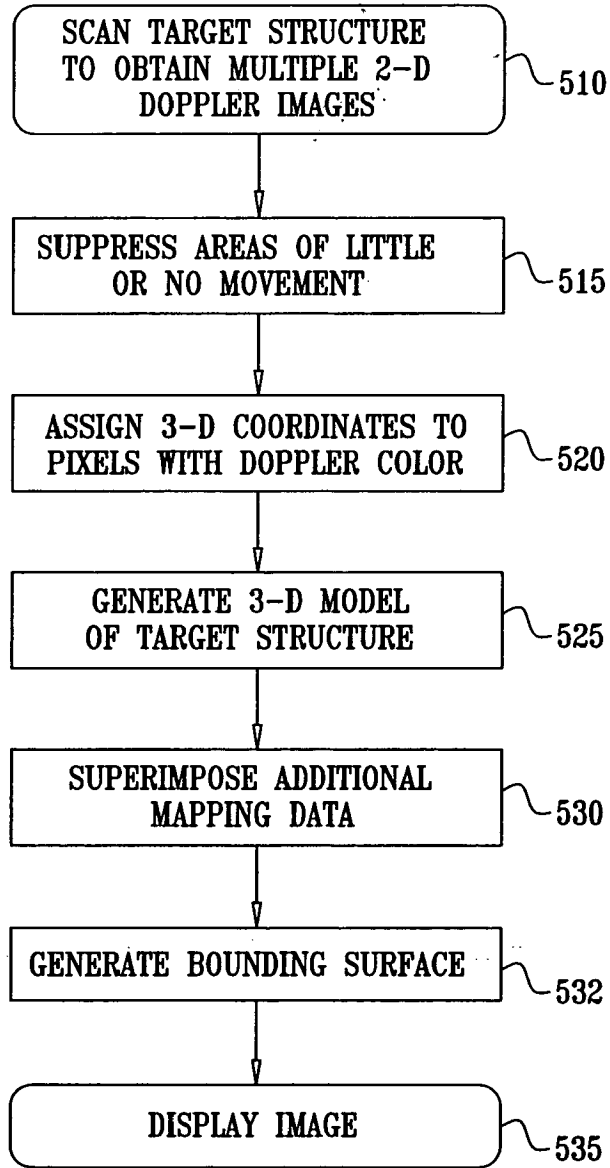 SCAN TARGET STRUCTURE
TO OBTAIN MULTIPLE 2-D
DOPPLER IMAGES
510
SUPPRESS AREAS OF LITTLE
OR NO MOVEMENT
515
ASSIGN 3-D COORDINATES TO
PIXELS WITH DOPPLER COLOR
520
GENERATE 3-D MODEL
OF TARGET STRUCTURE
525
SUPERIMPOSE ADDITIONAL
MAPPING DATA
530
GENERATE BOUNDING SURFACE
532
DISPLAY IMAGE
535